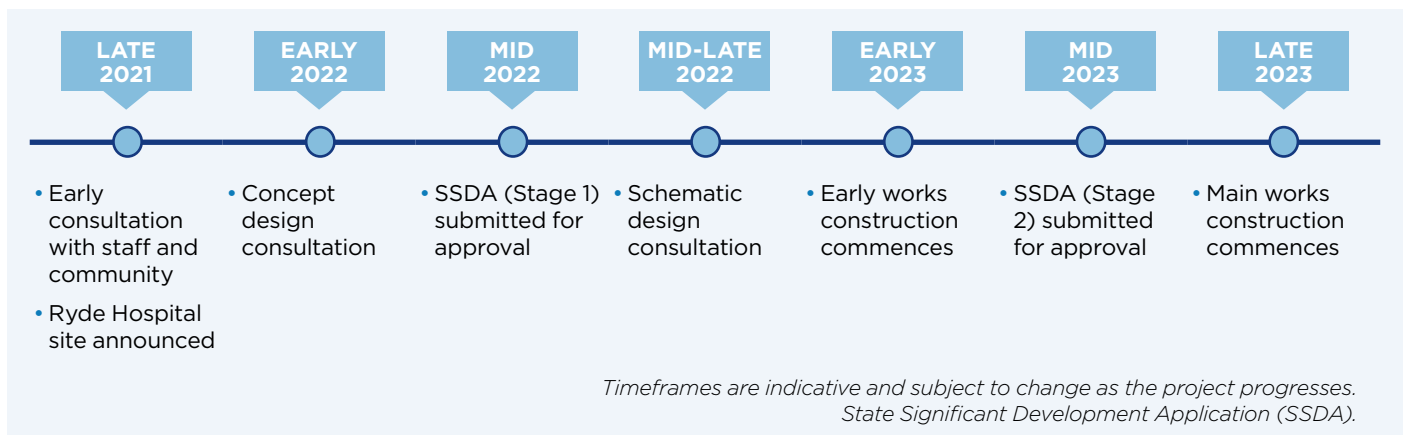 LATE
2021
EARLY
2022
MID
2022
MID-LATE
2022
EARLY
2023
MID
2023
LATE
2023
• Early
consultation
with staff and
community
• Ryde Hospital
site announced
• Concept
design
consultation
• SSDA (Stage 1)
submitted for
approval
• Schematic
design
consultation
• Early works
construction
commences
• SSDA (Stage
2) submitted
for approval
• Main works
construction
commences
Timeframes are indicative and subject to change as the project progresses.
State Significant Development Application (SSDA).